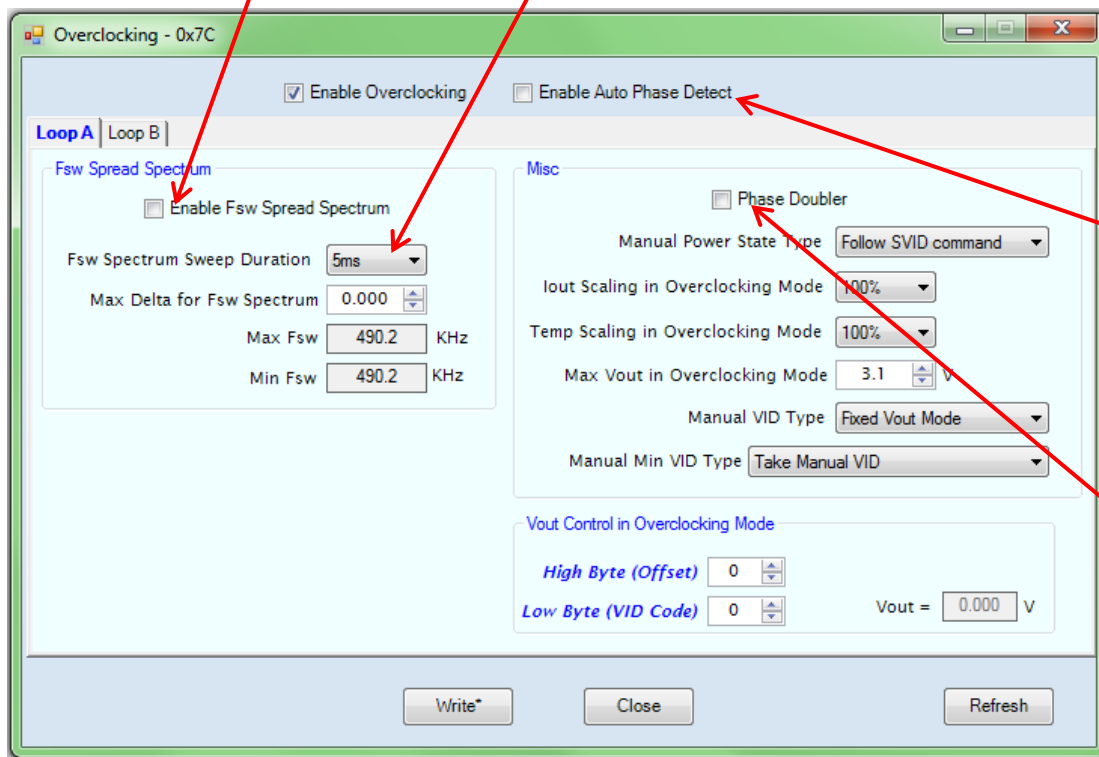 Overclocking - 0x7C
Enable Overclocking
Enable Auto Phase Detect
Loop A
Loop B
Fsw Spread Spectrum
Enable Fsw Spread Spectrum
Fsw Spectrum Sweep Duration 5ms
Max Delta for Fsw Spectrum 0.000
Max Fsw 490.2 KHz
Min Fsw 490.2 KHz
Misc
Phase Doubler
Manual Power State Type Follow SVID command
Iout Scaling in Overclocking Mode 100%
Temp Scaling in Overclocking Mode 100%
Max Vout in Overclocking Mode 3.1 V
Manual VID Type Fixed Vout Mode
Manual Min VID Type Take Manual VID
Vout Control in Overclocking Mode
High Byte (Offset) 0
Low Byte (VID Code) 0
Vout = 0.000 V
Write*
Close
Refresh